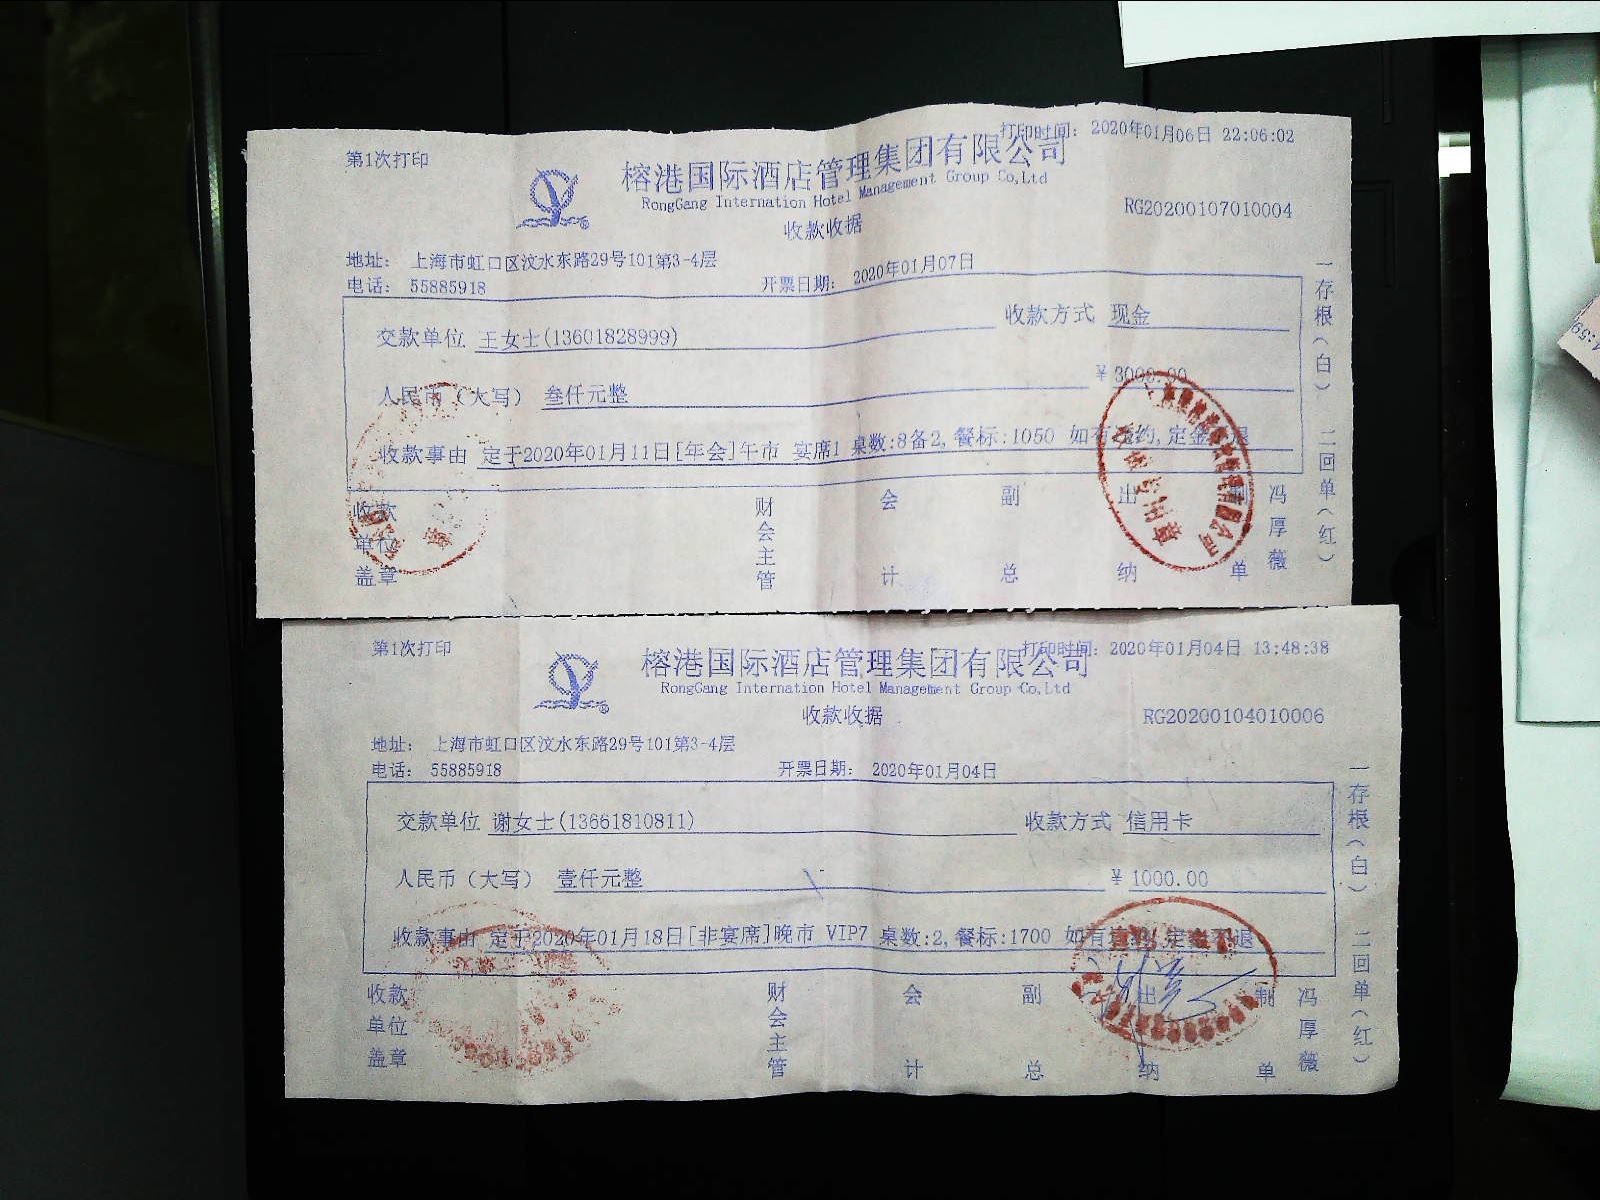 第1次打印
打印时间: 2020年01月06日 22:06:02
榕港国际酒店管理集团有限公司
RongGang Internation Hotel Management Group Co,Ltd
RG20200107010004
收款收据
地址: 上海市虹口区汶水东路29号101第3-4层
电话: 55885918
开票日期: 2020年01月07日
交款单位 王女士(13601828999)
收款方式 现金
人民币（大写） 叁仟元整
¥ 3000.00
收款事由 定于2020年01月11日[年会]午市 宴席1 桌数:8备2,餐标:1050 如有违约,定金 退
收款单位盖章
财会主管
会计
副总
出纳
制单
冯厚薇
一存根(白) 二回单(红)
第1次打印
打印时间: 2020年01月04日 13:48:38
榕港国际酒店管理集团有限公司
RongGang Internation Hotel Management Group Co,Ltd
RG20200104010006
收款收据
地址: 上海市虹口区汶水东路29号101第3-4层
电话: 55885918
开票日期: 2020年01月04日
交款单位 谢女士(13661810811)
收款方式 信用卡
人民币（大写） 壹仟元整
¥ 1000.00
收款事由 定于2020年01月18日[非宴席]晚市 VIP7 桌数:2,餐标:1700 如有 定 退
收款单位盖章
财会主管
会计
副总
出纳
制单
冯厚薇
一存根(白) 二回单(红)